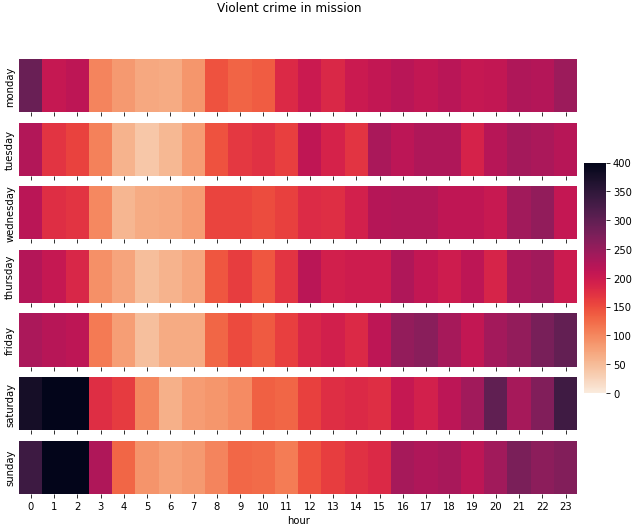 Violent crime in mission
monday
tuesday
wednesday
thursday
friday
saturday
sunday
400
350
300
250
200
150
100
50
0
0 1 2 3 4 5 6 7 8 9 10 11 12 13 14 15 16 17 18 19 20 21 22 23
hour